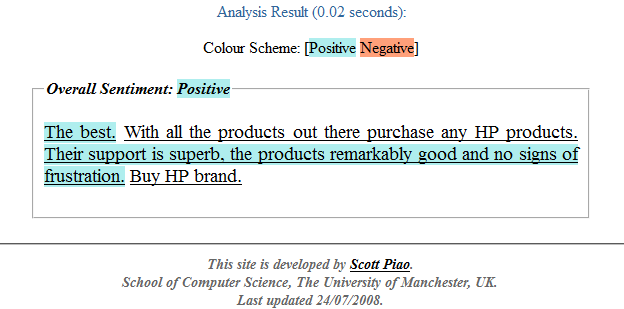 Analysis Result (0.02 seconds):
Colour Scheme: [Positive Negative]
Overall Sentiment: Positive
The best. With all the products out there purchase any HP products.
Their support is superb, the products remarkably good and no signs of
frustration. Buy HP brand.
This site is developed by Scott Piao.
School of Computer Science, The University of Manchester, UK.
Last updated 24/07/2008.